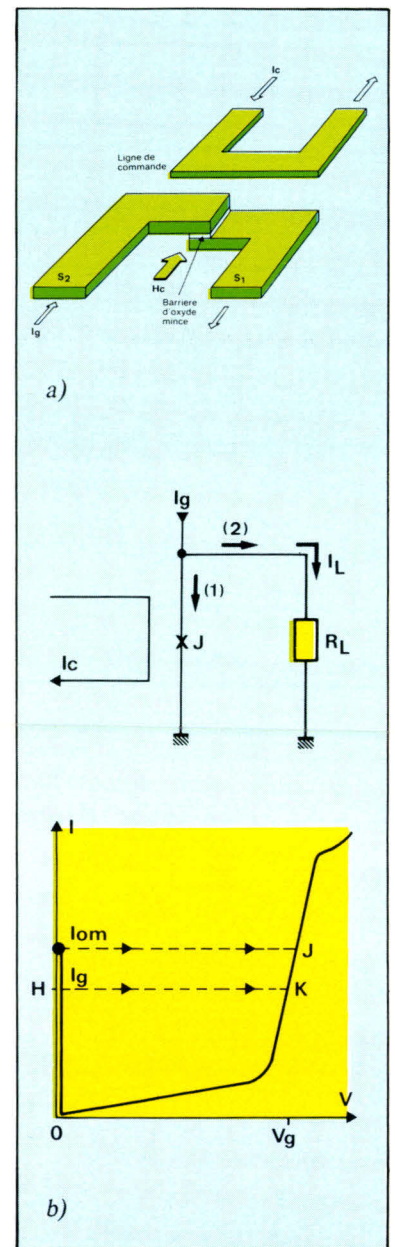 Ic
Ligne de
commande
S2
S1
Hc
Barriere
d'oxyde
mince
Ig
a)
Ig
(2)
IL
(1)
J
RL
Ic
I
Iom
J
Ig
H
K
V
0
Vg
b)